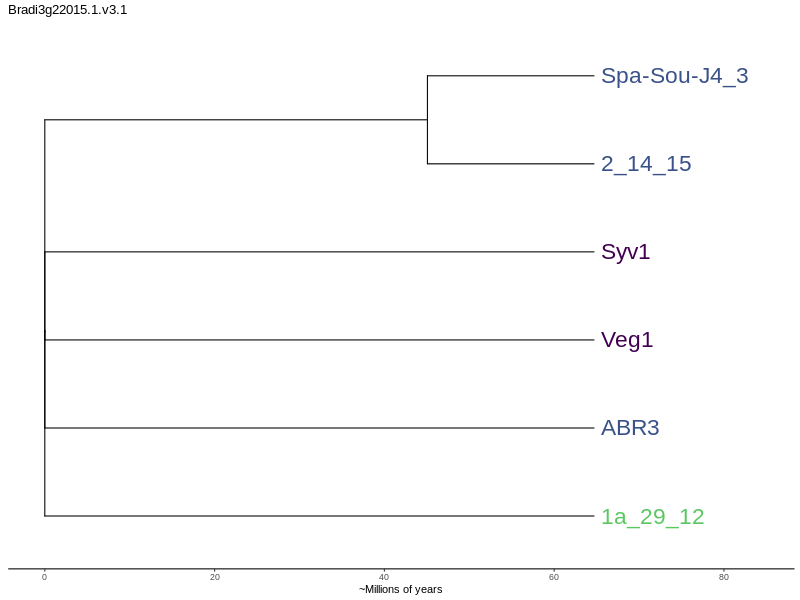 Bradi3g22015.1.v3.1
Spa-Sou-J4_3
2_14_15
Syv1
Veg1
ABR3
1a_29_12
0 20 40 60 80
~Millions of years